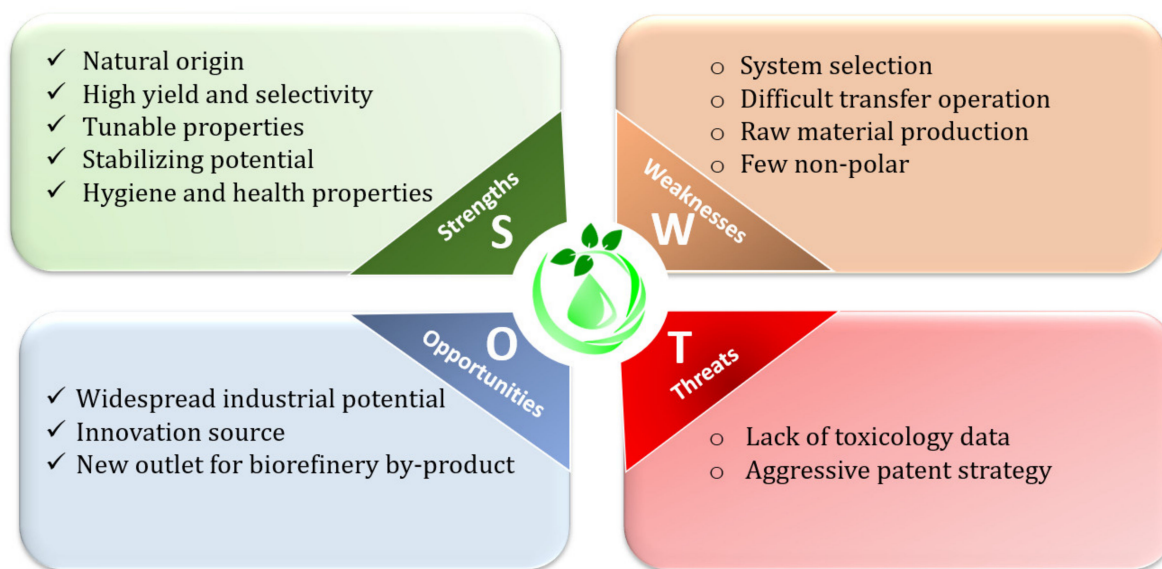 ✓ Natural origin
✓ High yield and selectivity
✓ Tunable properties
✓ Stabilizing potential
✓ Hygiene and health properties
Strengths
S
o System selection
o Difficult transfer operation
o Raw material production
o Few non-polar
Weaknesses
W
O
Opportunities
✓ Widespread industrial potential
✓ Innovation source
✓ New outlet for biorefinery by-product
T
Threats
o Lack of toxicology data
o Aggressive patent strategy